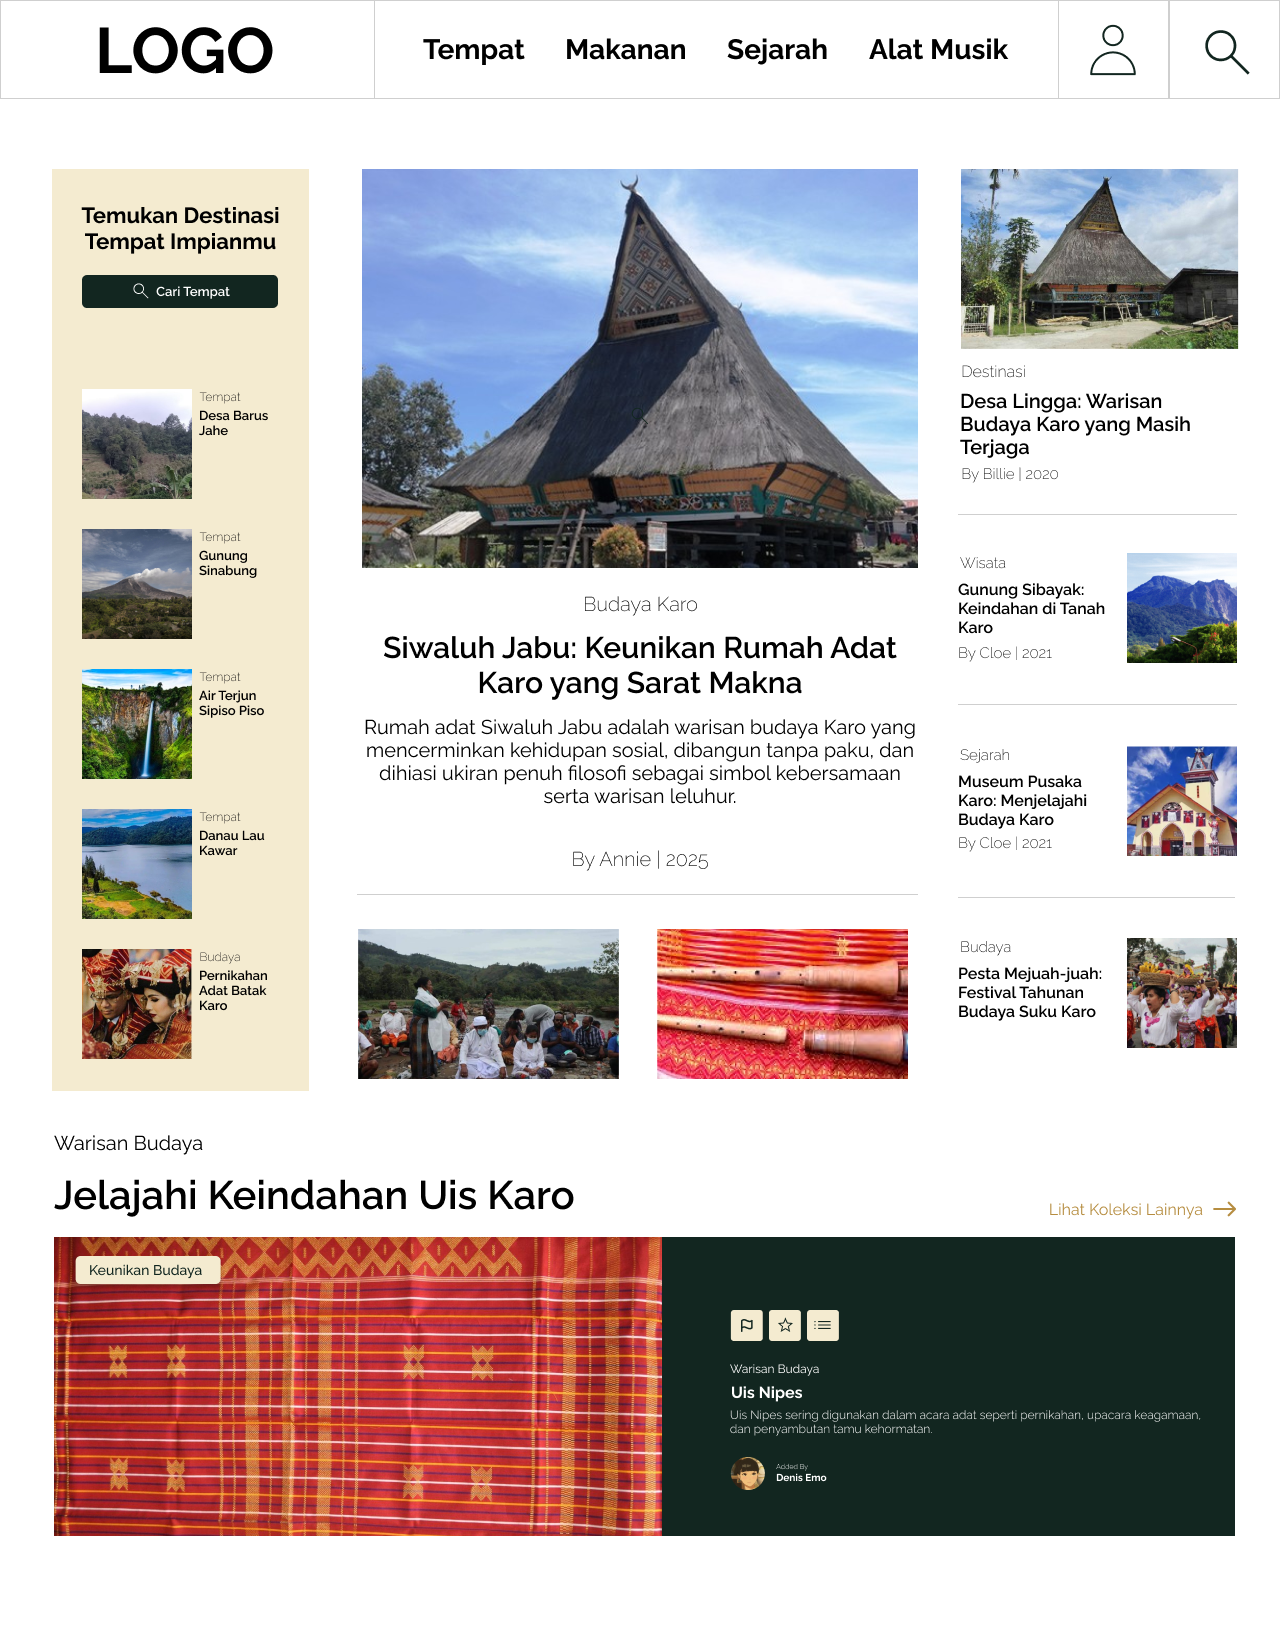 LOGO
Tempat
Makanan
Sejarah
Alat Musik
Temukan Destinasi
Tempat Impianmu
Cari Tempat
Tempat
Desa Barus
Jahe
Tempat
Gunung
Sinabung
Tempat
Air Terjun
Sipiso Piso
Tempat
Danau Lau
Kawar
Budaya
Pernikahan
Adat Batak
Karo
Budaya Karo
Siwaluh Jabu: Keunikan Rumah Adat
Karo yang Sarat Makna
Rumah adat Siwaluh Jabu adalah warisan budaya Karo yang
mencerminkan kehidupan sosial, dibangun tanpa paku, dan
dihiasi ukiran penuh filosofi sebagai simbol kebersamaan
serta warisan leluhur.
By Annie | 2025
Destinasi
Desa Lingga: Warisan
Budaya Karo yang Masih
Terjaga
By Billie | 2020
Wisata
Gunung Sibayak:
Keindahan di Tanah
Karo
By Cloe | 2021
Sejarah
Museum Pusaka
Karo: Menjelajahi
Budaya Karo
By Cloe | 2021
Budaya
Pesta Mejuah-juah:
Festival Tahunan
Budaya Suku Karo
Warisan Budaya
Jelajahi Keindahan Uis Karo
Lihat Koleksi Lainnya
Keunikan Budaya
Warisan Budaya
Uis Nipes
Uis Nipes sering digunakan dalam acara adat seperti pernikahan, upacara keagamaan,
dan penyambutan tamu kehormatan.
Added By
Denis Emo